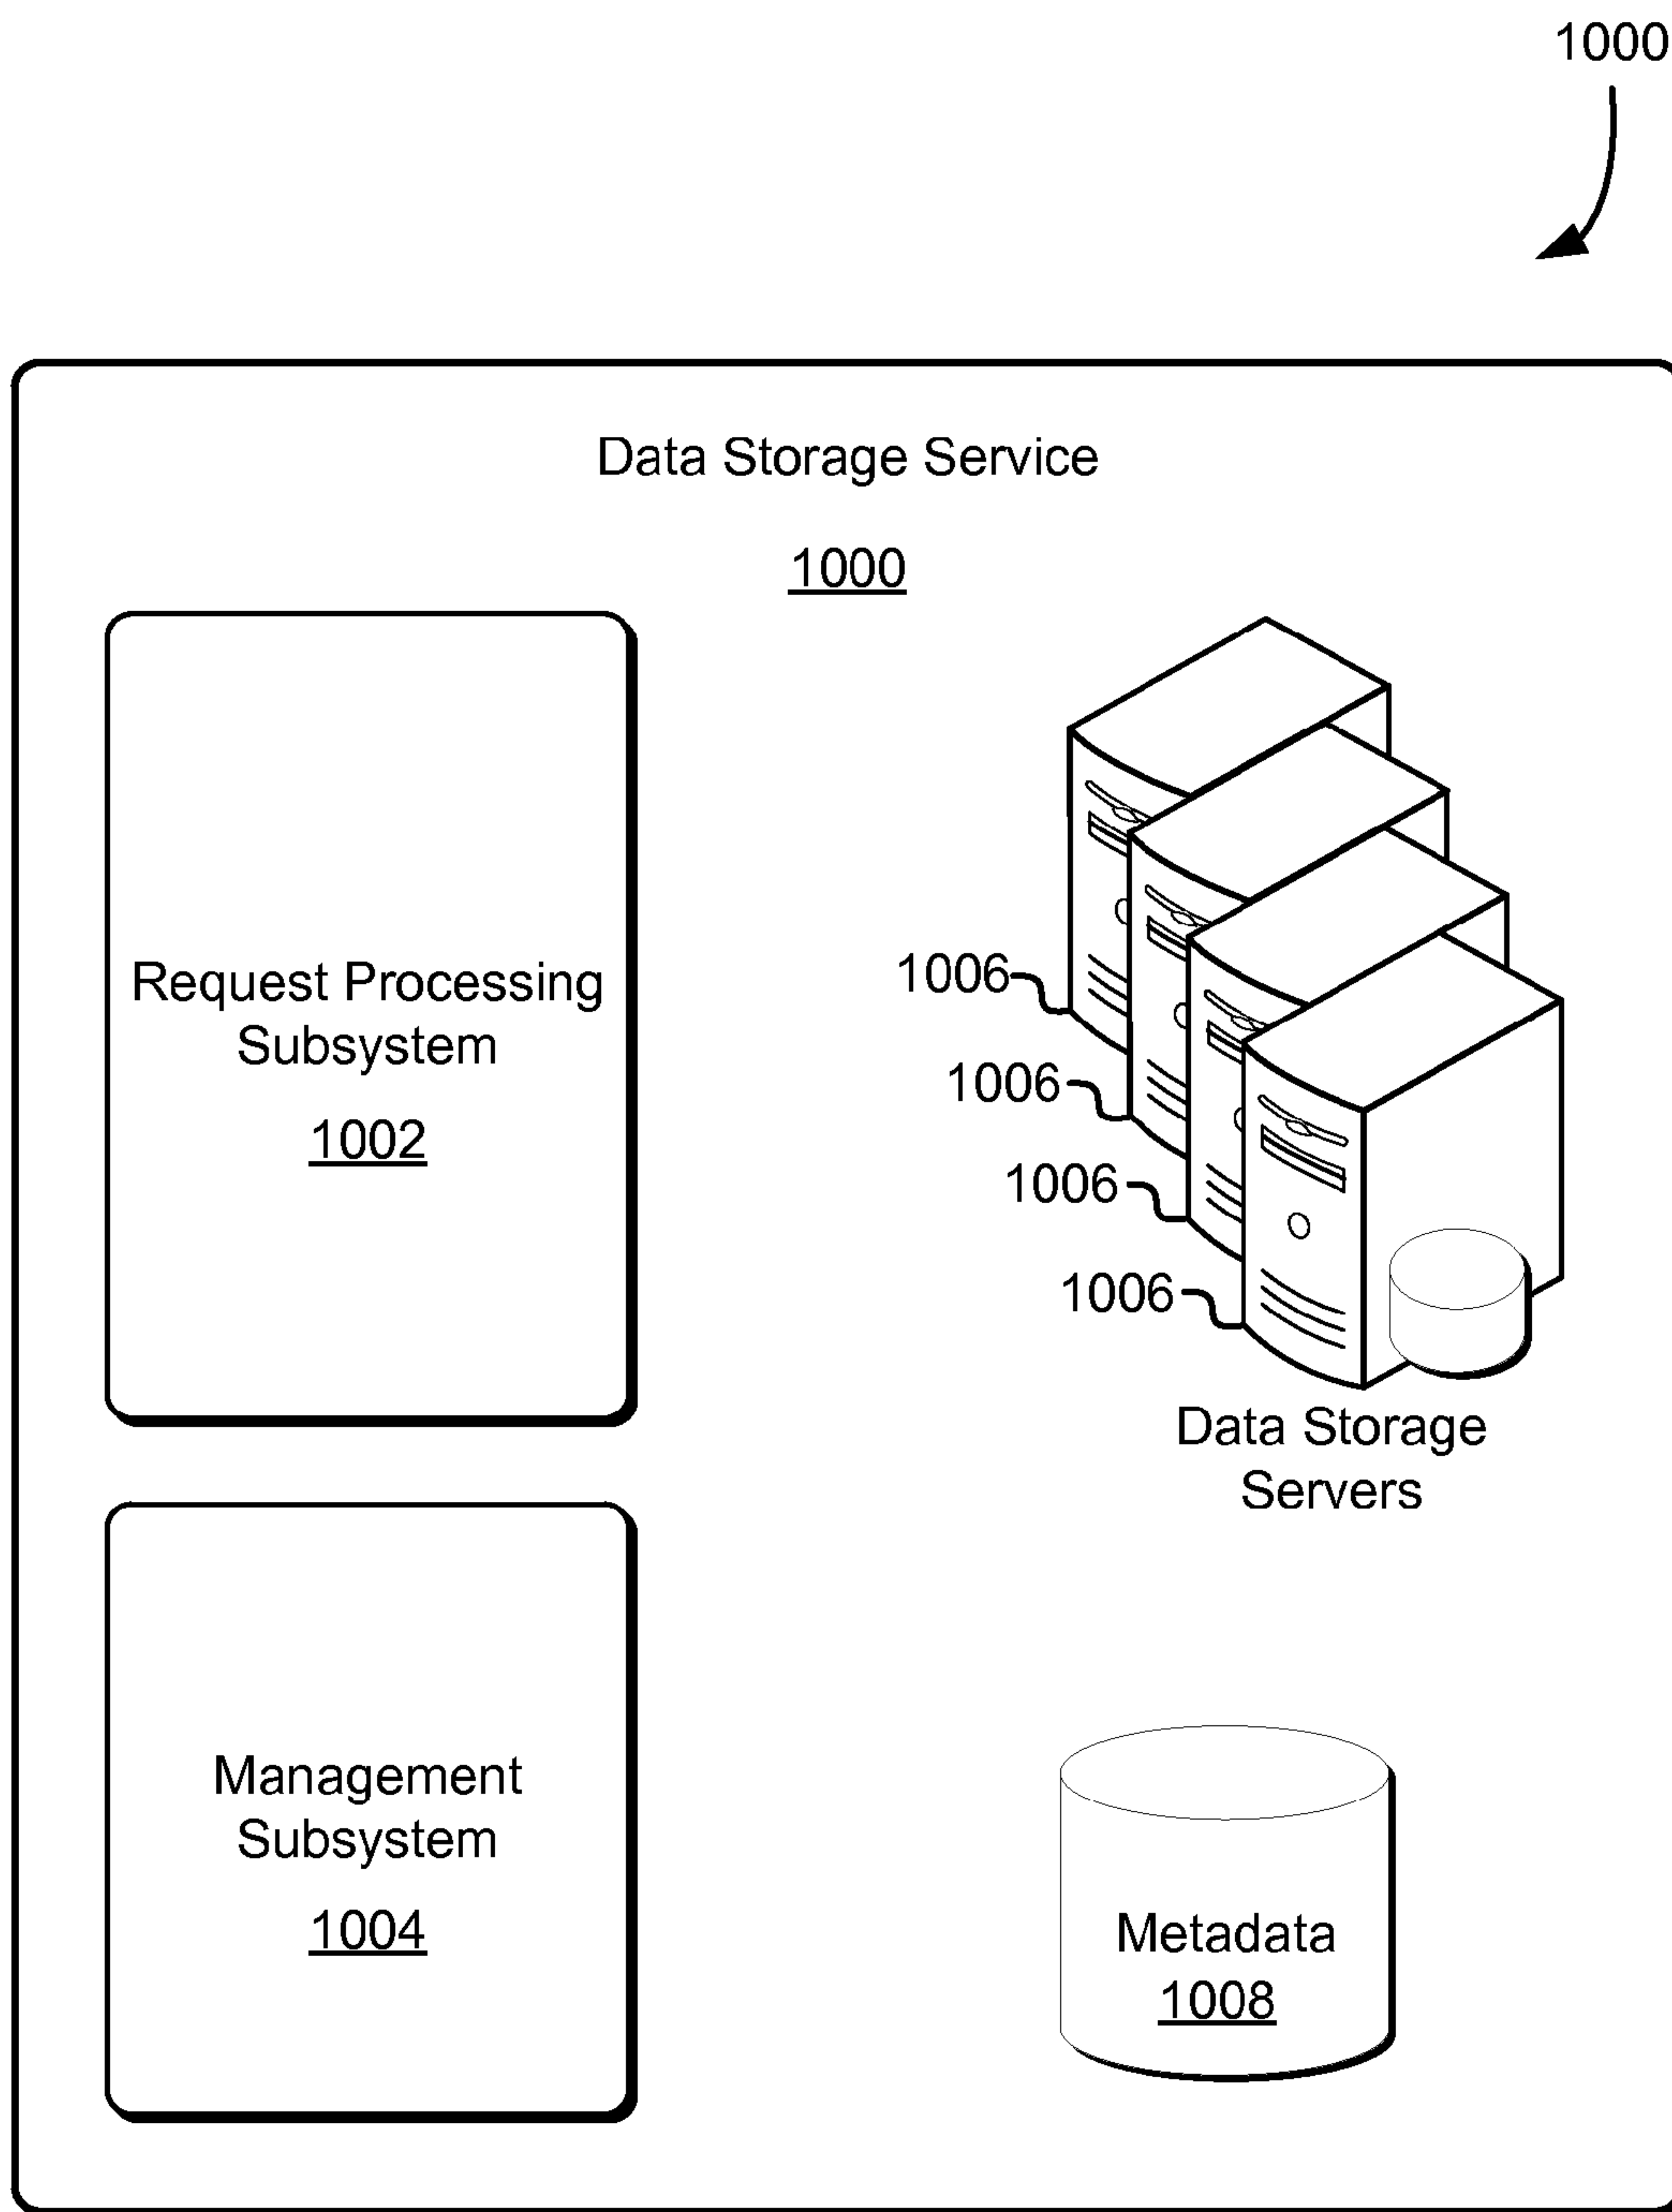 1000
Data Storage Service
1000
Request Processing
Subsystem
1002
1006
1006
1006
1006
Data Storage
Servers
Management
Subsystem
1004
Metadata
1008